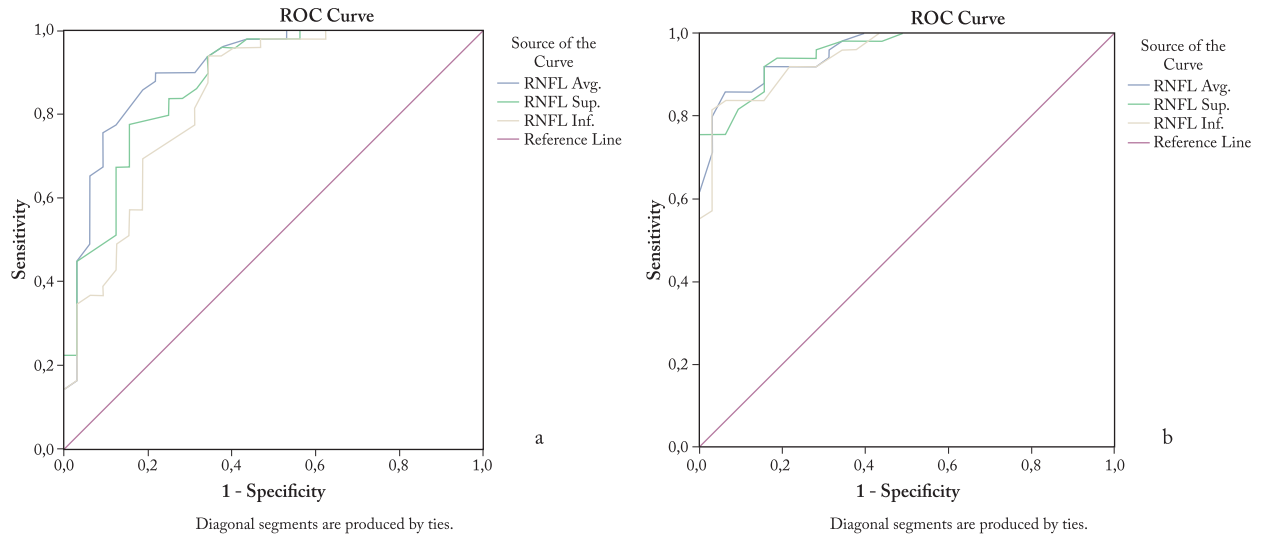 ROC Curve
Sensitivity
1,0
0,8
0,6
0,4
0,2
0,0
0,0 0,2 0,4 0,6 0,8 1,0
1 - Specificity
Diagonal segments are produced by ties.
Source of the
Curve
RNFL Avg.
RNFL Sup.
RNFL Inf.
Reference Line
a
ROC Curve
Sensitivity
1,0
0,8
0,6
0,4
0,2
0,0
0,0 0,2 0,4 0,6 0,8 1,0
1 - Specificity
Diagonal segments are produced by ties.
Source of the
Curve
RNFL Avg.
RNFL Sup.
RNFL Inf.
Reference Line
b